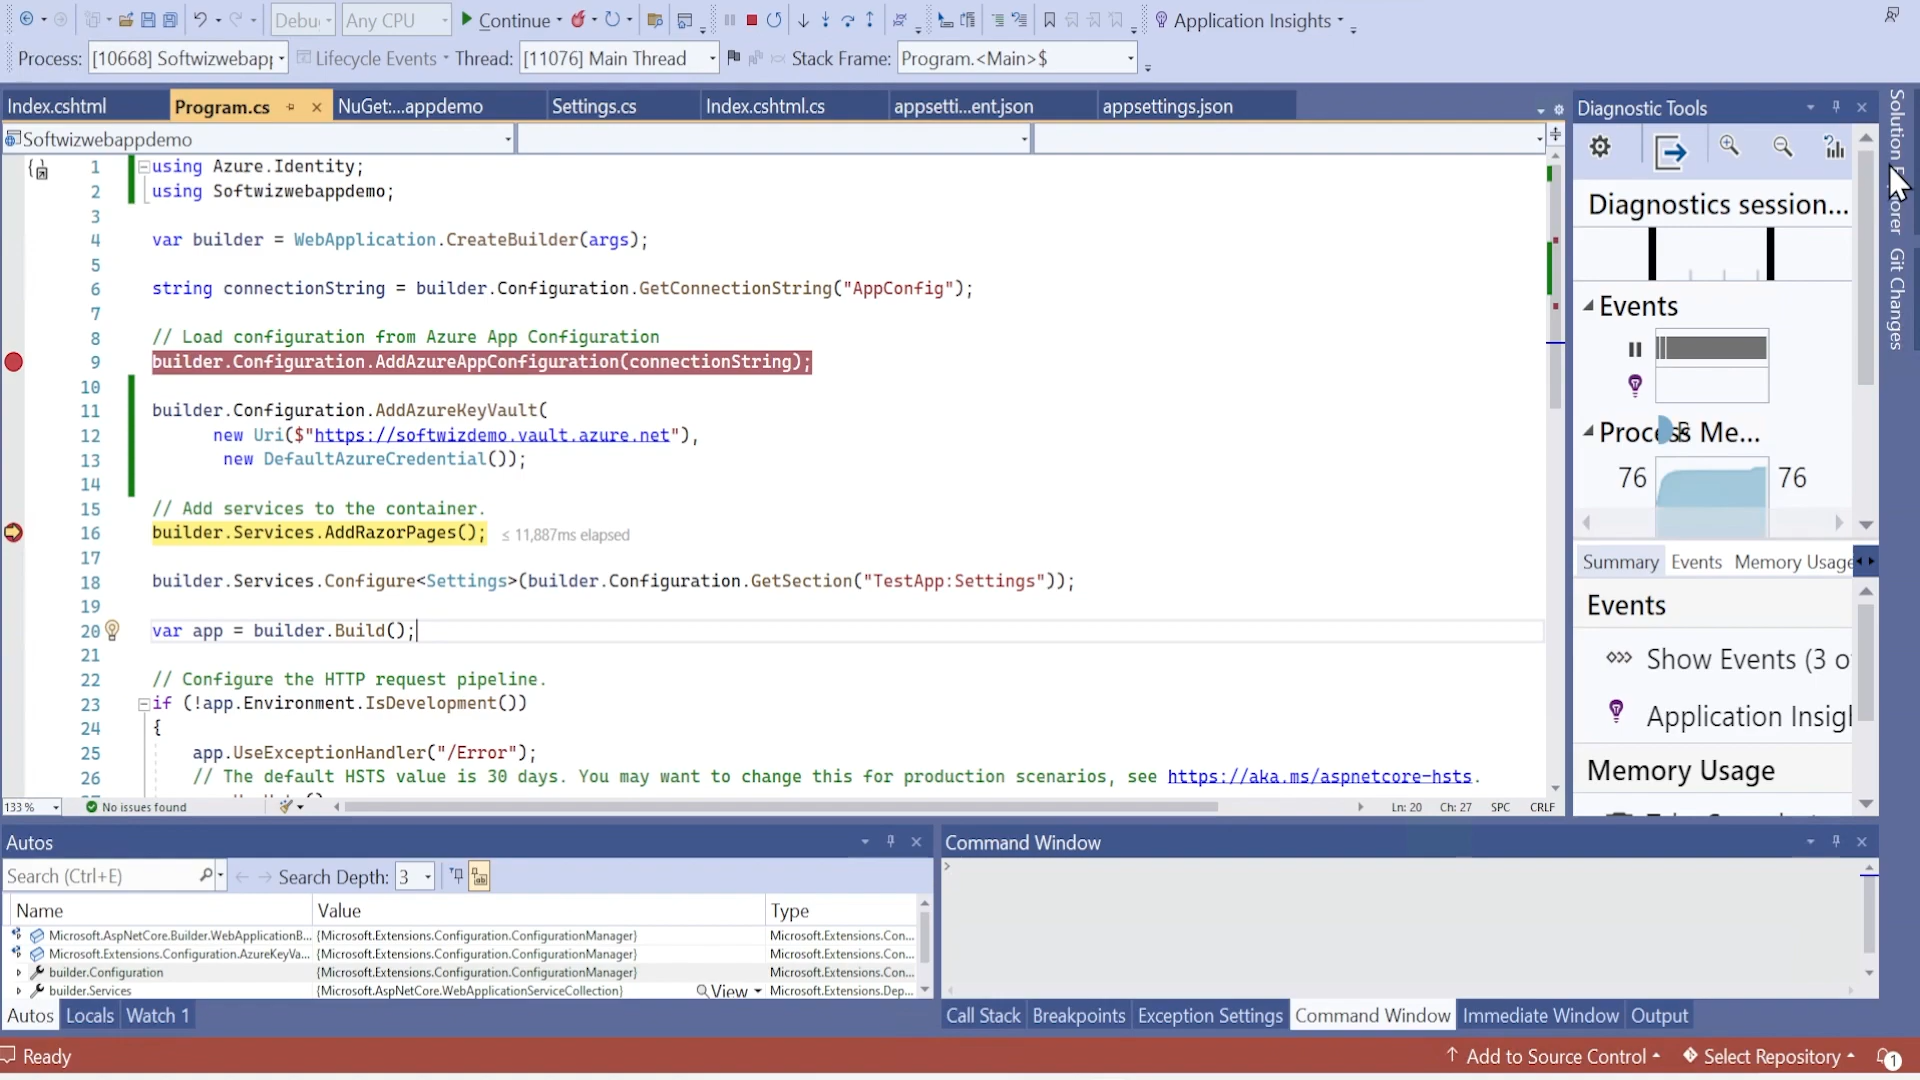 Debu Any CPU Continue Application Insights
Process: [10668] Softwizwebapp Lifecycle Events Thread: [11076] Main Thread Stack Frame: Program.<Main>$
Index.cshtml Program.cs NuGet:...appdemo Settings.cs Index.cshtml.cs appsetti...ent.json appsettings.json
Softwizwebappdemo
1 using Azure.Identity;
2 using Softwizwebappdemo;
3
4 var builder = WebApplication.CreateBuilder(args);
5
6 string connectionString = builder.Configuration.GetConnectionString("AppConfig");
7
8 // Load configuration from Azure App Configuration
9 builder.Configuration.AddAzureAppConfiguration(connectionString);
10
11 builder.Configuration.AddAzureKeyVault(
12 new Uri($"https://softwizdemo.vault.azure.net"),
13 new DefaultAzureCredential());
14
15 // Add services to the container.
16 builder.Services.AddRazorPages(); ≤ 11,887ms elapsed
17
18 builder.Services.Configure<Settings>(builder.Configuration.GetSection("TestApp:Settings"));
19
20 var app = builder.Build();
21
22 // Configure the HTTP request pipeline.
23 if (!app.Environment.IsDevelopment())
24 {
25 app.UseExceptionHandler("/Error");
26 // The default HSTS value is 30 days. You may want to change this for production scenarios, see https://aka.ms/aspnetcore-hsts.
133 % No issues found Ln: 20 Ch: 27 SPC CRLF
Diagnostic Tools
Diagnostics session...
Events
Process Me...
76 76
Summary Events Memory Usage
Events
Show Events (3 o
Application Insigh
Memory Usage
Solution Explorer
Git Changes
Autos
Search (Ctrl+E) Search Depth: 3
Name Value Type
Microsoft.AspNetCore.Builder.WebApplicationB... {Microsoft.Extensions.Configuration.ConfigurationManager} Microsoft.Extensions.Con...
Microsoft.Extensions.Configuration.AzureKeyVa... {Microsoft.Extensions.Configuration.ConfigurationManager} Microsoft.Extensions.Con...
builder.Configuration {Microsoft.Extensions.Configuration.ConfigurationManager} Microsoft.Extensions.Con...
builder.Services {Microsoft.AspNetCore.WebApplicationServiceCollection} View Microsoft.Extensions.Dep...
Autos Locals Watch 1
Command Window
>
Call Stack Breakpoints Exception Settings Command Window Immediate Window Output
Ready Add to Source Control Select Repository 1